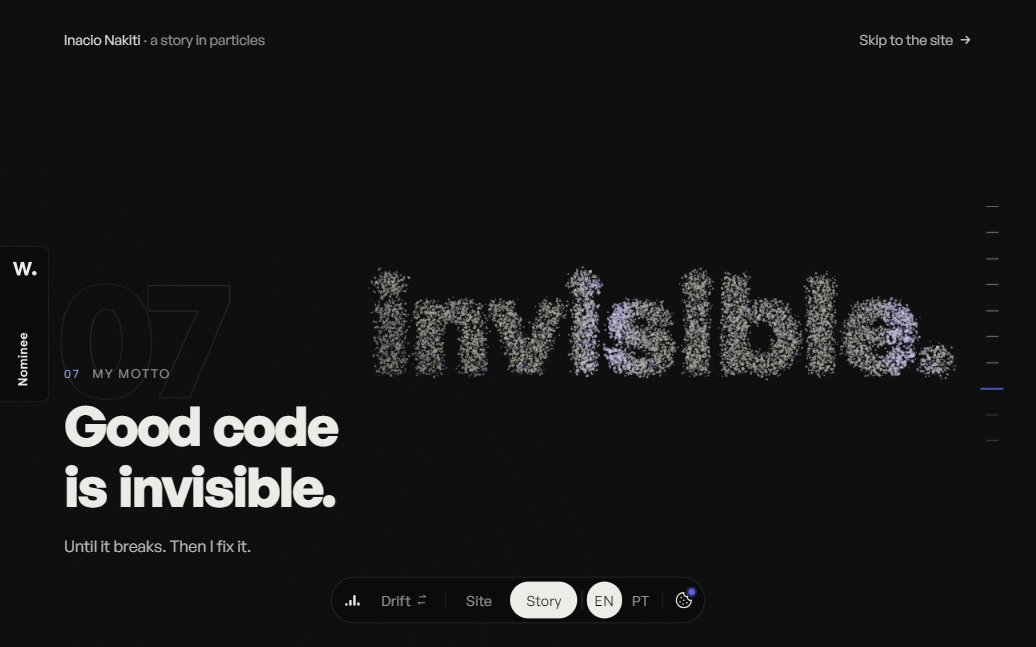 Inacio Nakiti · a story in particles
Skip to the site →
W.
Nominee
07
invisible.
07 MY MOTTO
Good code
is invisible.
Until it breaks. Then I fix it.
Drift
Site
Story
EN
PT